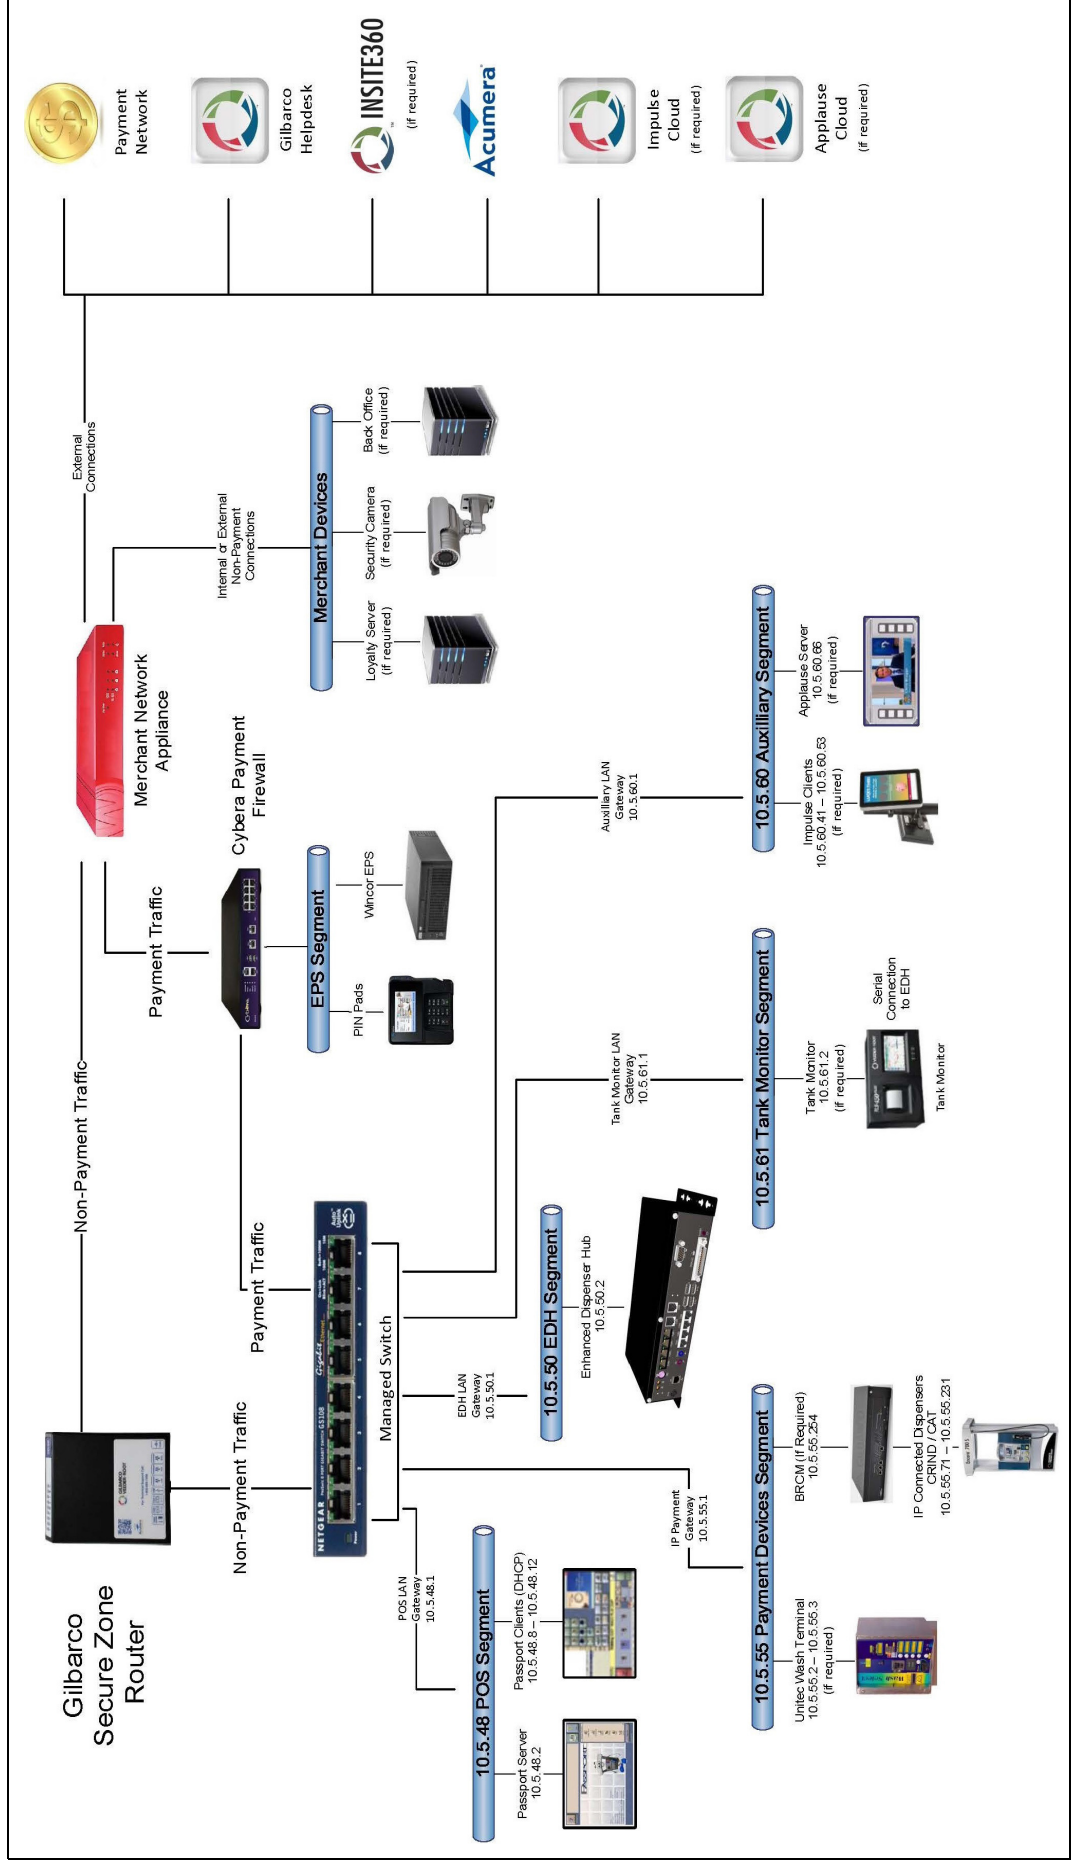 Gilbarco
Secure Zone
Router
Non-Payment Traffic
Non-Payment Traffic
Payment Traffic
Payment Traffic
Merchant Network
Appliance
Cybera Payment
Firewall
External
Connections
Payment
Network
Gilbarco
Helpdesk
INSITE360
(if required)
Acumera
Impulse
Cloud
(if required)
Applause
Cloud
(if required)
Internal or External
Non-Payment
Connections
Merchant Devices
Loyalty Server
(if required)
Security Camera
(if required)
Back Office
(if required)
EPS Segment
PIN Pads
Wincor EPS
NETGEAR
GS108
Gigabit
Managed Switch
POS LAN
Gateway
10.5.48.1
EDH LAN
Gateway
10.5.50.1
IP Payment
Gateway
10.5.55.1
Tank Monitor LAN
Gateway
10.5.61.1
Auxilliary LAN
Gateway
10.5.60.1
10.5.48 POS Segment
Passport Server
10.5.48.2
PASSPORT
Passport Clients (DHCP)
10.5.48.8 – 10.5.48.12
10.5.50 EDH Segment
Enhanced Dispenser Hub
10.5.50.2
10.5.55 Payment Devices Segment
Unitec Wash Terminal
10.5.55.2 – 10.5.55.3
(if required)
BRCM (If Required)
10.5.55.254
IP Connected Dispensers
CRIND / CAT
10.5.55.71 – 10.5.55.231
10.5.61 Tank Monitor Segment
Tank Monitor
10.5.61.2
(if required)
Serial
Connection
to EDH
Tank Monitor
10.5.60 Auxilliary Segment
Impulse Clients
10.5.60.41 – 10.5.60.53
(if required)
Applause Server
10.5.60.66
(if required)